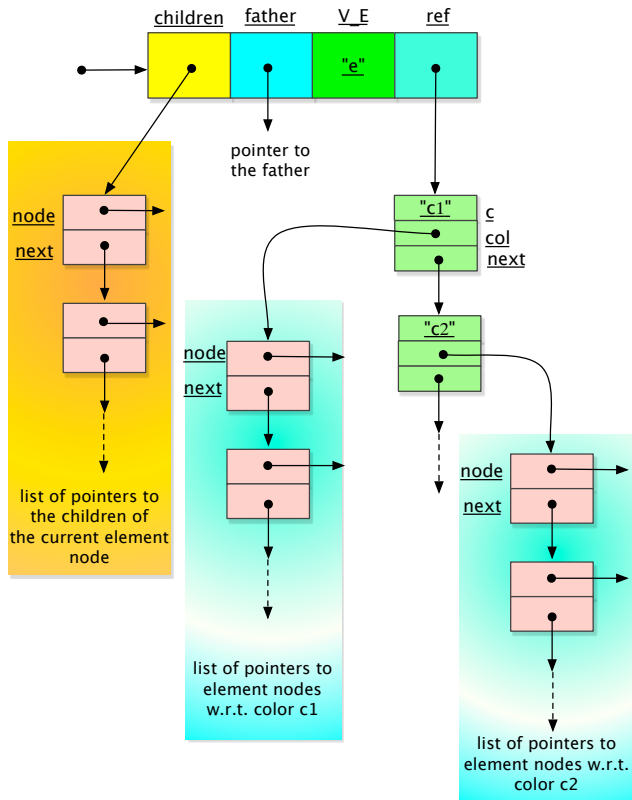 children
father
V_E
ref
"e"
pointer to
the father
node
next
list of pointers to
the children of
the current element
node
"c1"
c
col
next
"c2"
node
next
list of pointers to
element nodes
w.r.t. color c1
node
next
list of pointers to
element nodes w.r.t.
color c2